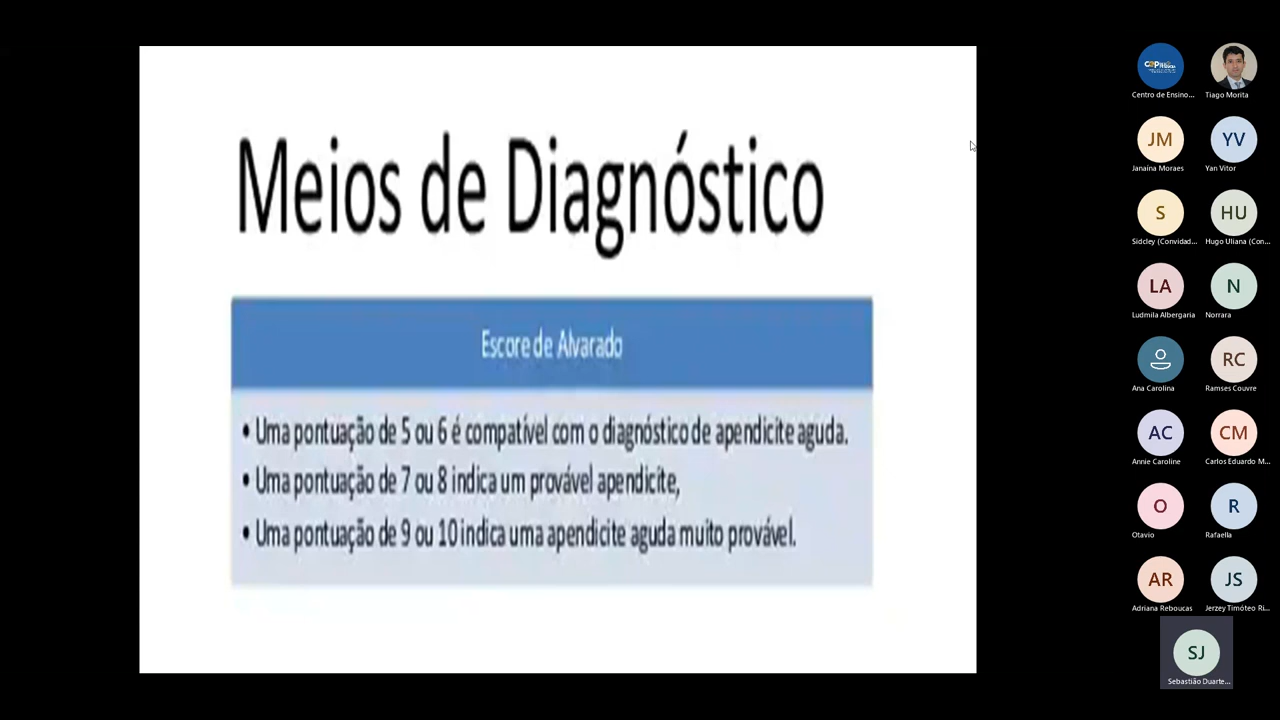 Meios de Diagnóstico
Escore de Alvarado
• Uma pontuação de 5 ou 6 é compatível com o diagnóstico de apendicite aguda.
• Uma pontuação de 7 ou 8 indica um provável apendicite,
• Uma pontuação de 9 ou 10 indica uma apendicite aguda muito provável.
Centro de Ensino...
Tiago Morita
JM
Janaína Moraes
YV
Yan Vitor
S
Sidcley (Convidad...
HU
Hugo Uliana (Con...
LA
Ludmila Albergaria
N
Norrara
Ana Carolina
RC
Ramses Couvre
AC
Annie Caroline
CM
Carlos Eduardo M...
O
Otavio
R
Rafaella
AR
Adriana Reboucas
JS
Jerzey Timóteo Ri...
SJ
Sebastião Duarte...